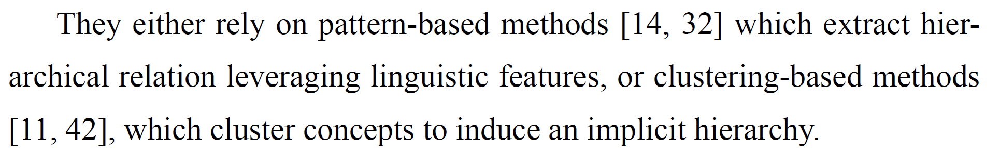 They either rely on pattern-based methods [14, 32] which extract hier-
archical relation leveraging linguistic features, or clustering-based methods
[11, 42], which cluster concepts to induce an implicit hierarchy.